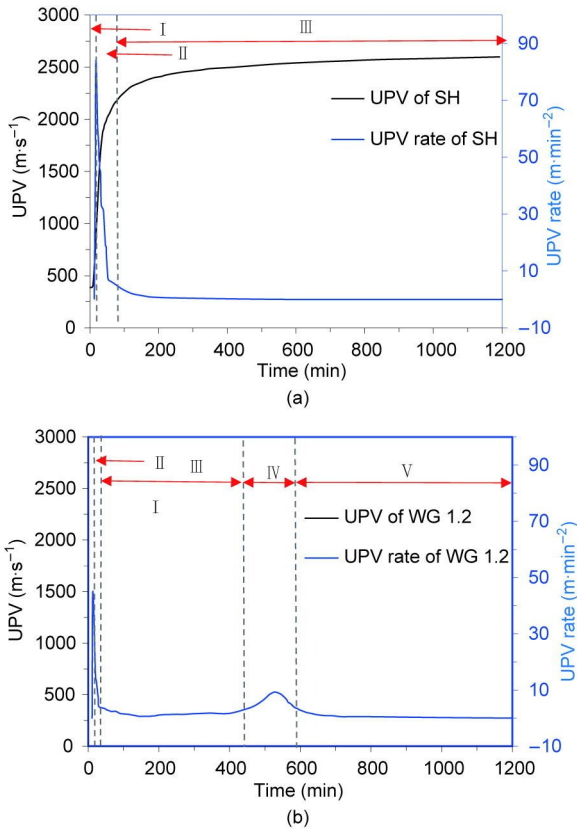 3000
2500
2000
1500
1000
500
0
UPV (m·s⁻¹)
90
70
50
30
10
−10
UPV rate (m·min⁻²)
Ⅰ
Ⅱ
Ⅲ
UPV of SH
UPV rate of SH
0 200 400 600 800 1000 1200
Time (min)
(a)
3000
2500
2000
1500
1000
500
0
UPV (m·s⁻¹)
90
70
50
30
10
−10
UPV rate (m·min⁻²)
Ⅱ Ⅲ Ⅳ Ⅴ
Ⅰ
UPV of WG 1.2
UPV rate of WG 1.2
0 200 400 600 800 1000 1200
Time (min)
(b)